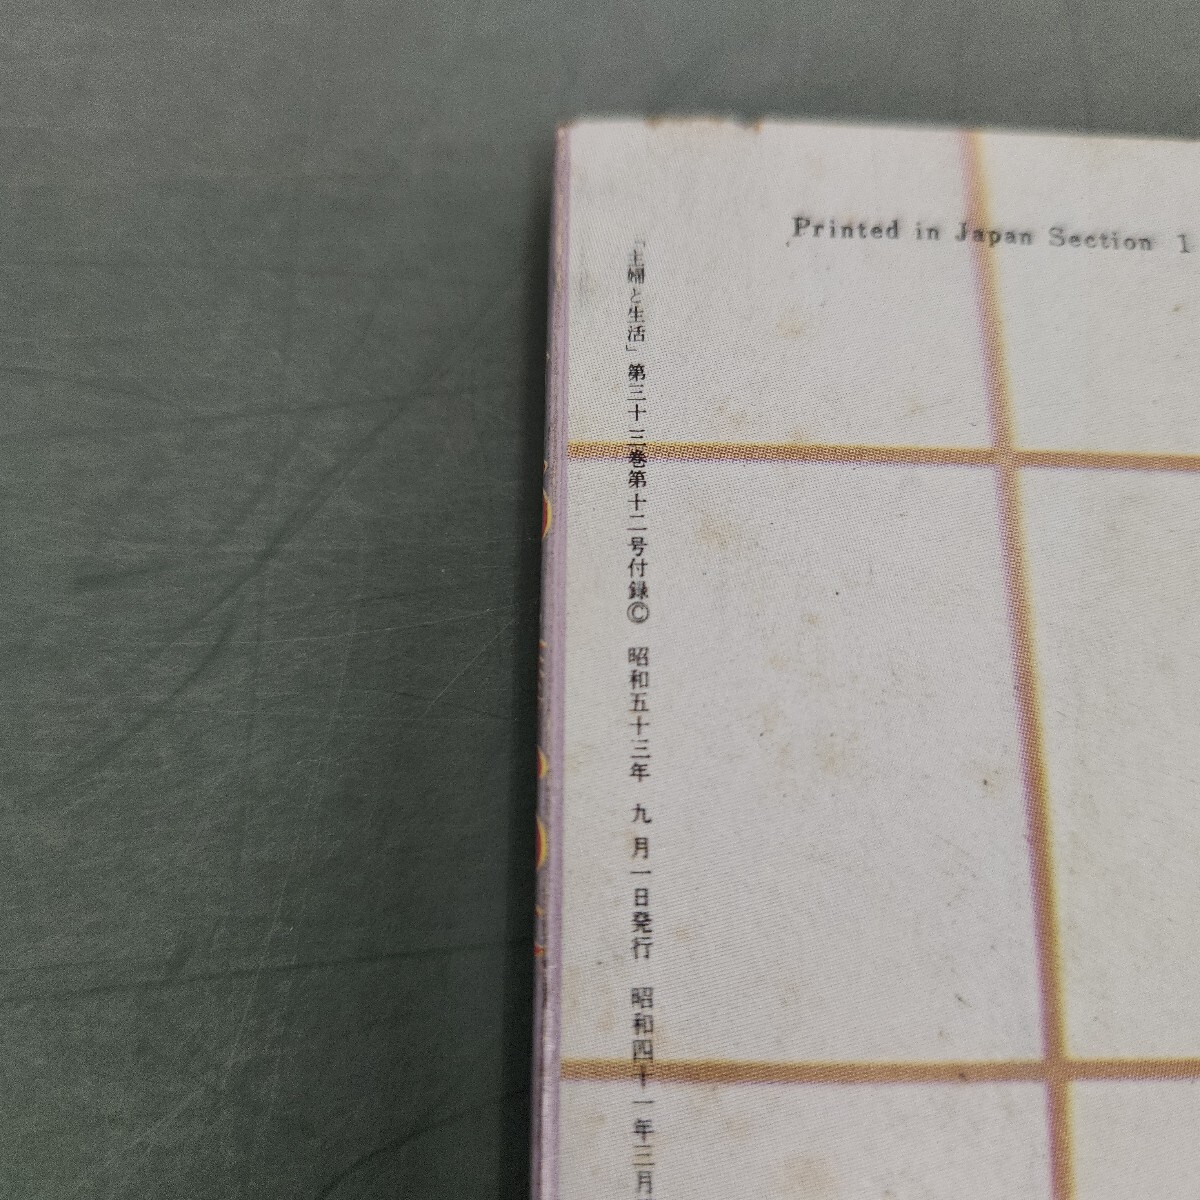 Printed in Japan Section 1
「主婦と生活」第三十三巻第十二号付録© 昭和五十三年 九月一日発行 昭和四十一年三月